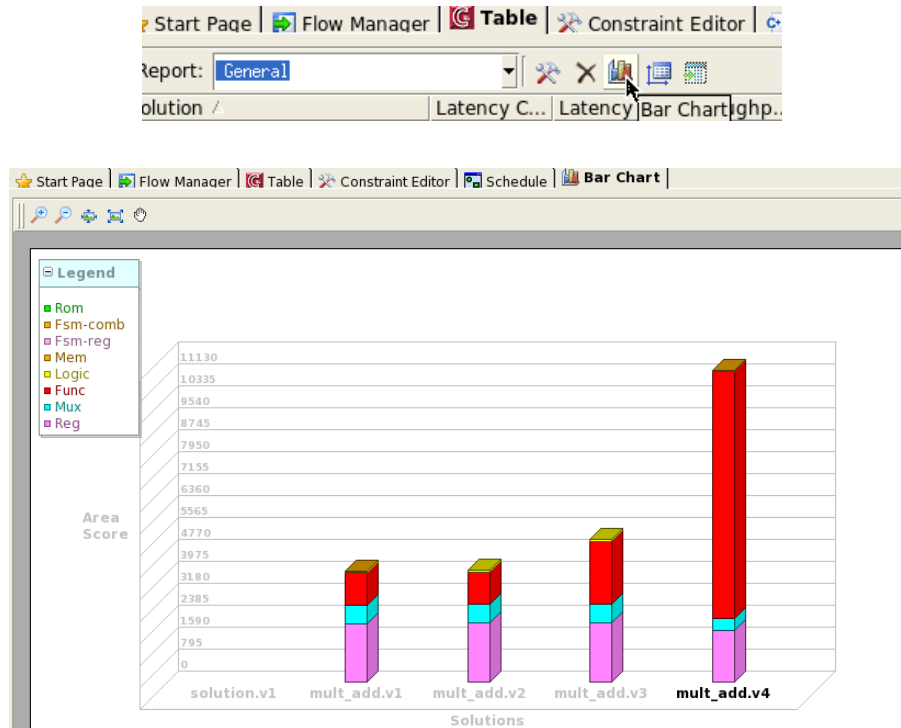 Start Page Flow Manager Table Constraint Editor
Report: General
olution Latency C... Latency Bar Chart ghp..
Start Page Flow Manager Table Constraint Editor Schedule Bar Chart
Legend
Rom
Fsm-comb
Fsm-reg
Mem
Logic
Func
Mux
Reg
11130
10335
9540
8745
7950
7155
6360
5565
4770
3975
3180
2385
1590
795
0
Area
Score
solution.v1 mult_add.v1 mult_add.v2 mult_add.v3 mult_add.v4
Solutions